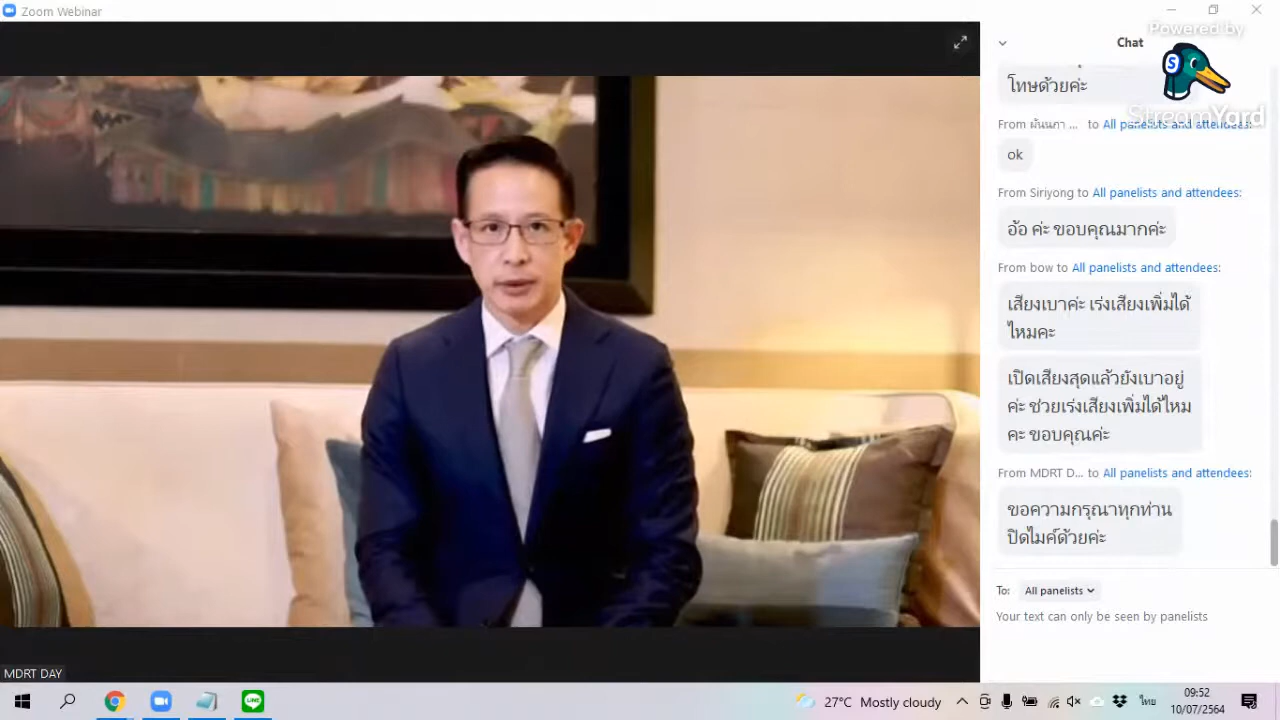 Zoom Webinar
Powered by
StreamYard
Chat
โทษด้วยค่ะ
From ... to All panelists and attendees:
ok
From Siriyong to All panelists and attendees:
อ้อ ค่ะ ขอบคุณมากค่ะ
From bow to All panelists and attendees:
เสียงเบาค่ะ เร่งเสียงเพิ่มได้
ไหมคะ
เปิดเสียงสุดแล้วยังเบาอยู่
ค่ะ ช่วยเร่งเสียงเพิ่มได้ไหม
คะ ขอบคุณค่ะ
From MDRT D... to All panelists and attendees:
ขอความกรุณาทุกท่าน
ปิดไมค์ด้วยค่ะ
To: All panelists
Your text can only be seen by panelists
MDRT DAY
LINE
27°C Mostly cloudy
ไทย
09:52
10/07/2564